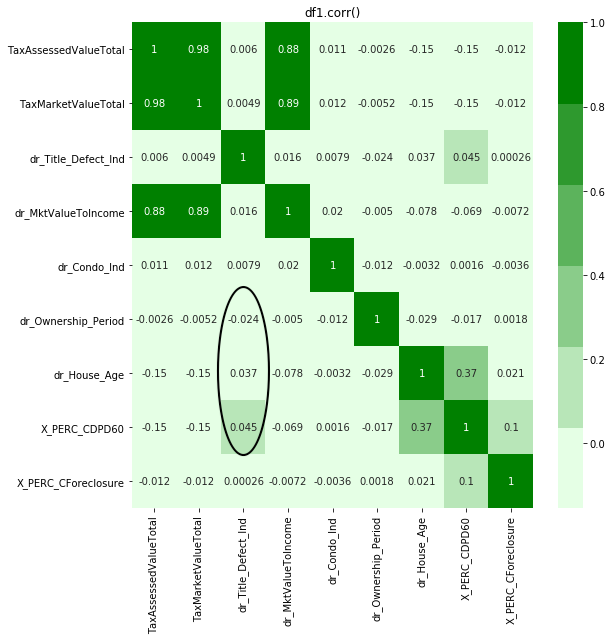 df1.corr()
TaxAssessedValueTotal 1 0.98 0.006 0.88 0.011 -0.0026 -0.15 -0.15 -0.012
TaxMarketValueTotal 0.98 1 0.0049 0.89 0.012 -0.0052 -0.15 -0.15 -0.012
dr_Title_Defect_Ind 0.006 0.0049 1 0.016 0.0079 -0.024 0.037 0.045 0.00026
dr_MktValueToIncome 0.88 0.89 0.016 1 0.02 -0.005 -0.078 -0.069 -0.0072
dr_Condo_Ind 0.011 0.012 0.0079 0.02 1 -0.012 -0.0032 0.0016 -0.0036
dr_Ownership_Period -0.0026 -0.0052 -0.024 -0.005 -0.012 1 -0.029 -0.017 0.0018
dr_House_Age -0.15 -0.15 0.037 -0.078 -0.0032 -0.029 1 0.37 0.021
X_PERC_CDPD60 -0.15 -0.15 0.045 -0.069 0.0016 -0.017 0.37 1 0.1
X_PERC_CForeclosure -0.012 -0.012 0.00026 -0.0072 -0.0036 0.0018 0.021 0.1 1
TaxAssessedValueTotal
TaxMarketValueTotal
dr_Title_Defect_Ind
dr_MktValueToIncome
dr_Condo_Ind
dr_Ownership_Period
dr_House_Age
X_PERC_CDPD60
X_PERC_CForeclosure
1.0
0.8
0.6
0.4
0.2
0.0